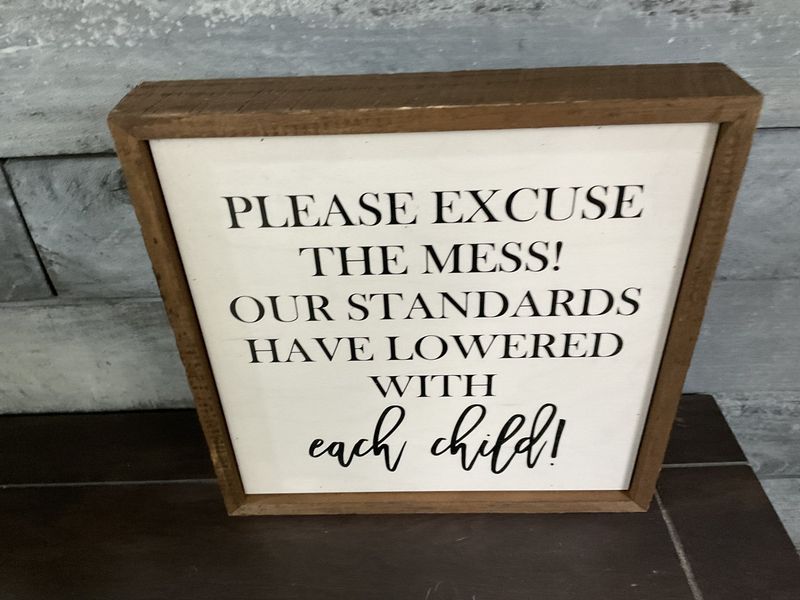 PLEASE EXCUSE
THE MESS!
OUR STANDARDS
HAVE LOWERED
WITH
each child!